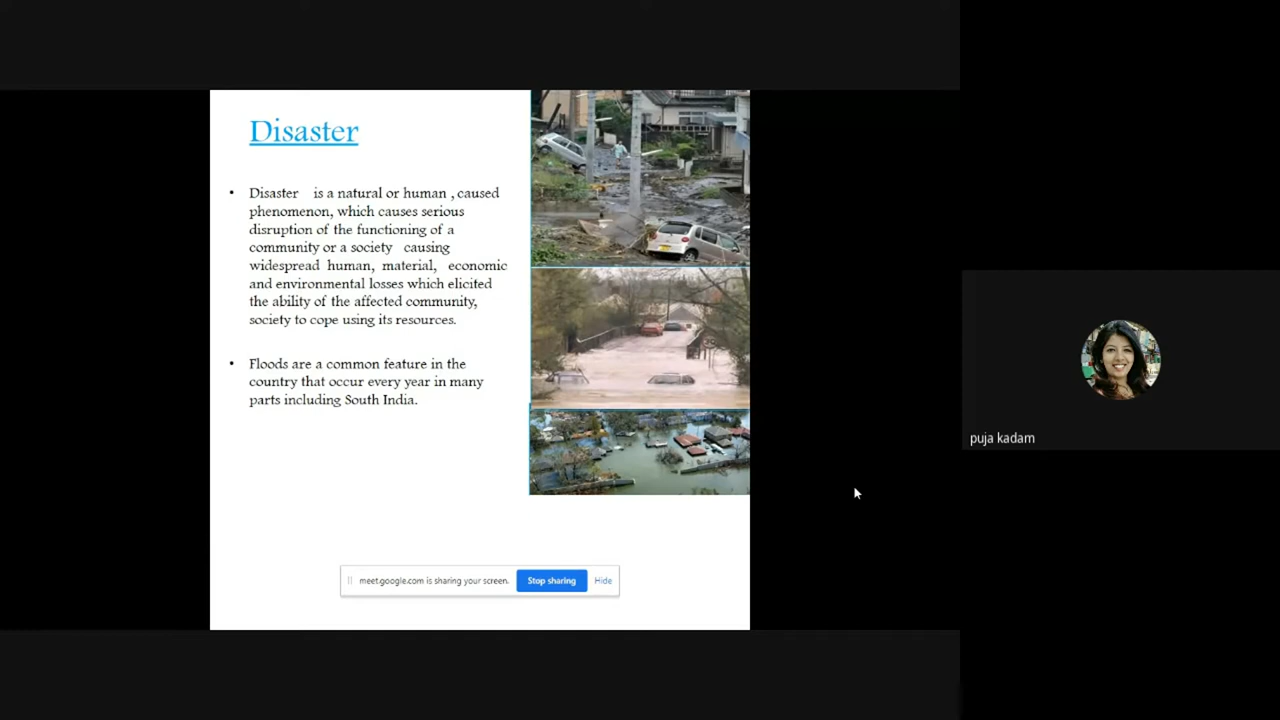 Disaster
• Disaster is a natural or human , caused
phenomenon, which causes serious
disruption of the functioning of a
community or a society causing
widespread human, material, economic
and environmental losses which elicited
the ability of the affected community,
society to cope using its resources.
• Floods are a common feature in the
country that occur every year in many
parts including South India.
puja kadam
meet.google.com is sharing your screen. Stop sharing Hide